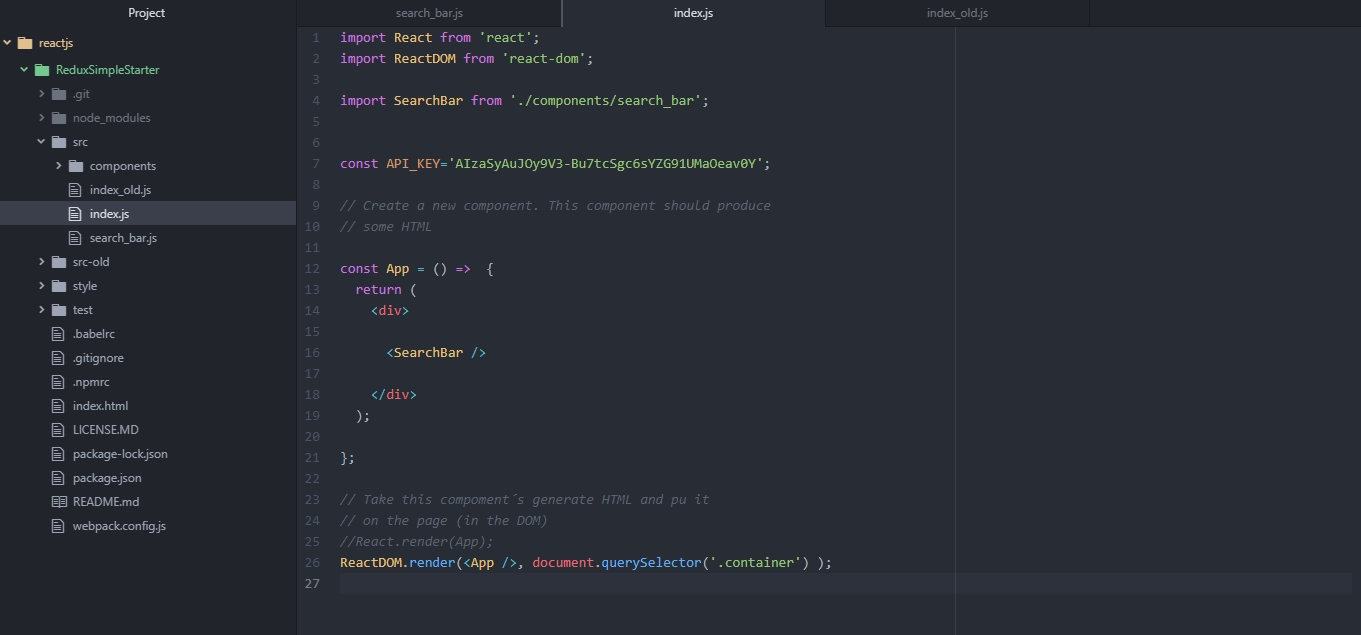 Project
reactjs
ReduxSimpleStarter
.git
node_modules
src
components
index_old.js
index.js
search_bar.js
src-old
style
test
.babelrc
.gitignore
.npmrc
index.html
LICENSE.MD
package-lock.json
package.json
README.md
webpack.config.js
search_bar.js
index.js
index_old.js
1 import React from 'react';
2 import ReactDOM from 'react-dom';
3
4 import SearchBar from './components/search_bar';
5
6
7 const API_KEY='AIzaSyAuJOy9V3-Bu7tcSgc6sYZG91UMaOeav0Y';
8
9 // Create a new component. This component should produce
10 // some HTML
11
12 const App = () => {
13 return (
14 <div>
15
16 <SearchBar />
17
18 </div>
19 );
20
21 };
22
23 // Take this compoment´s generate HTML and pu it
24 // on the page (in the DOM)
25 //React.render(App);
26 ReactDOM.render(<App />, document.querySelector('.container') );
27